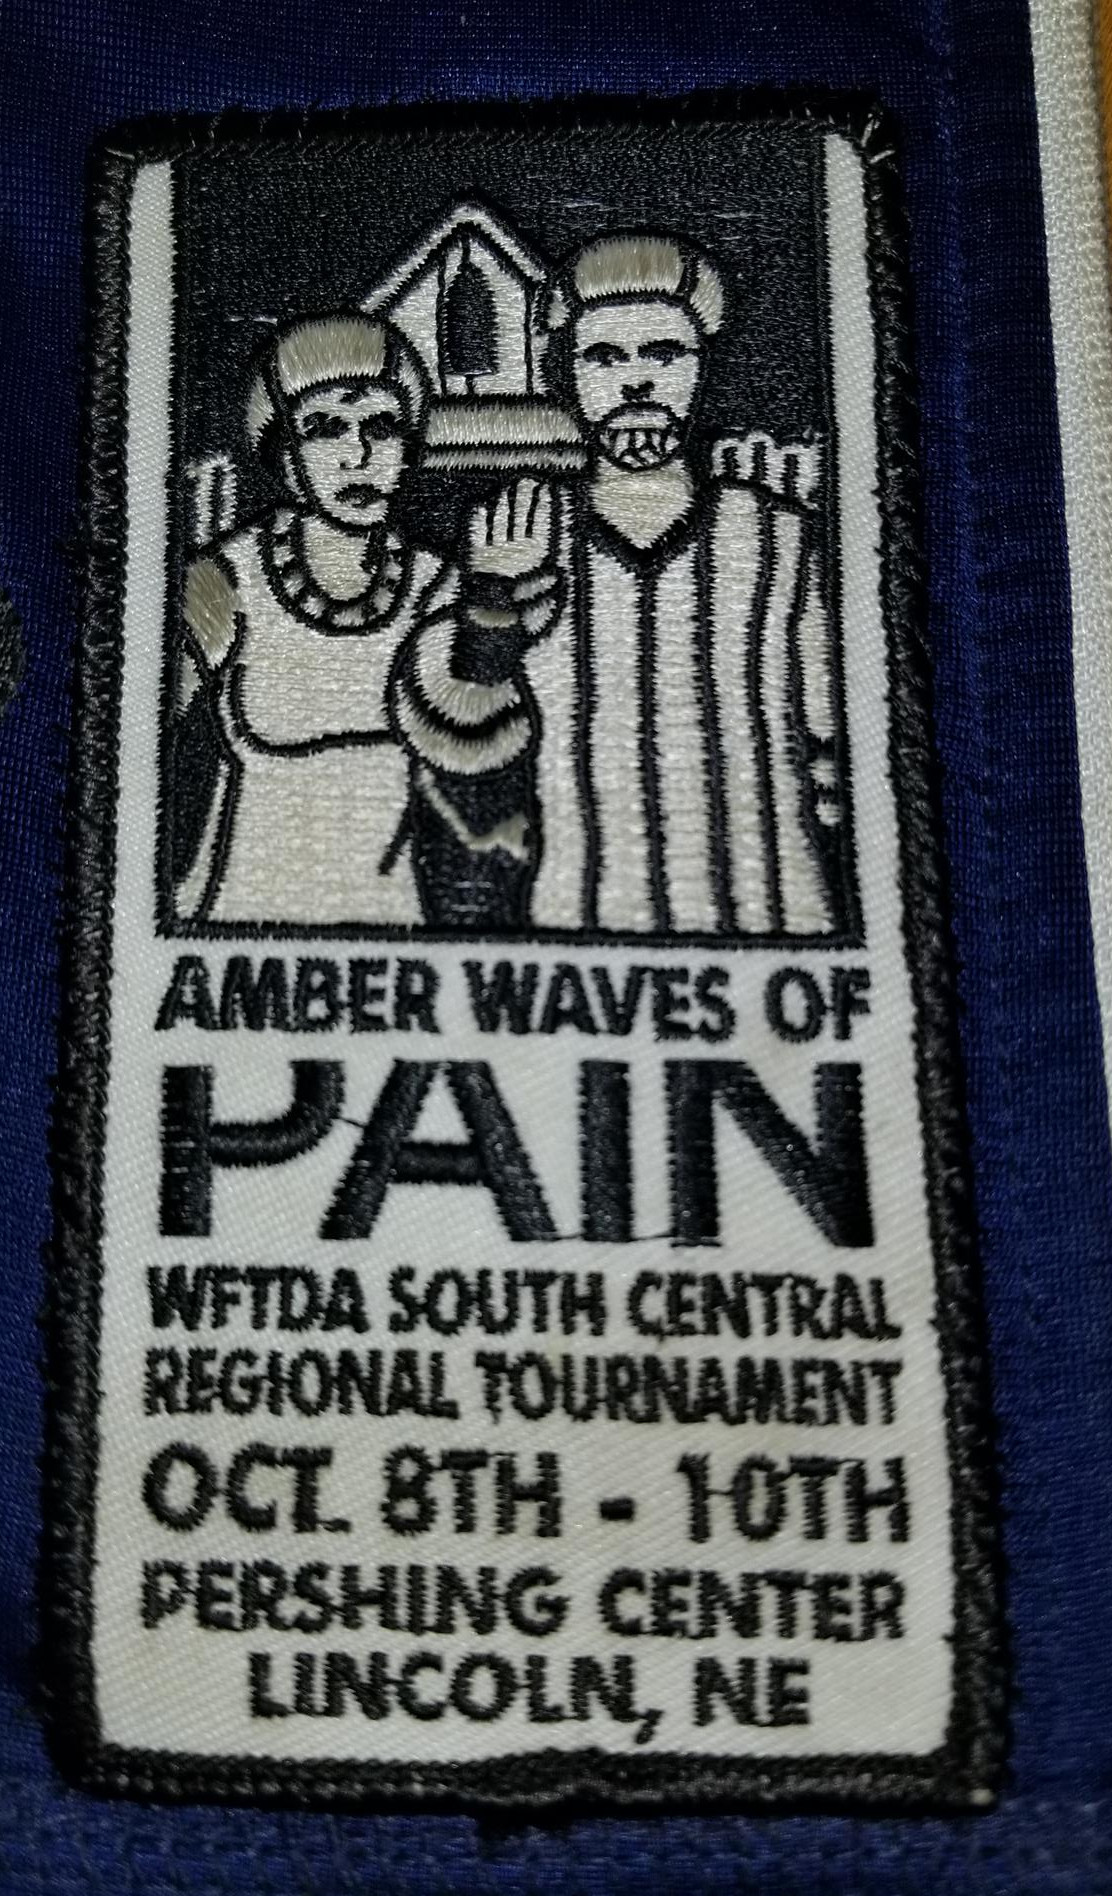 AMBER WAVES OF
PAIN
WFTDA SOUTH CENTRAL
REGIONAL TOURNAMENT
OCT. 8TH - 10TH
PERSHING CENTER
LINCOLN, NE